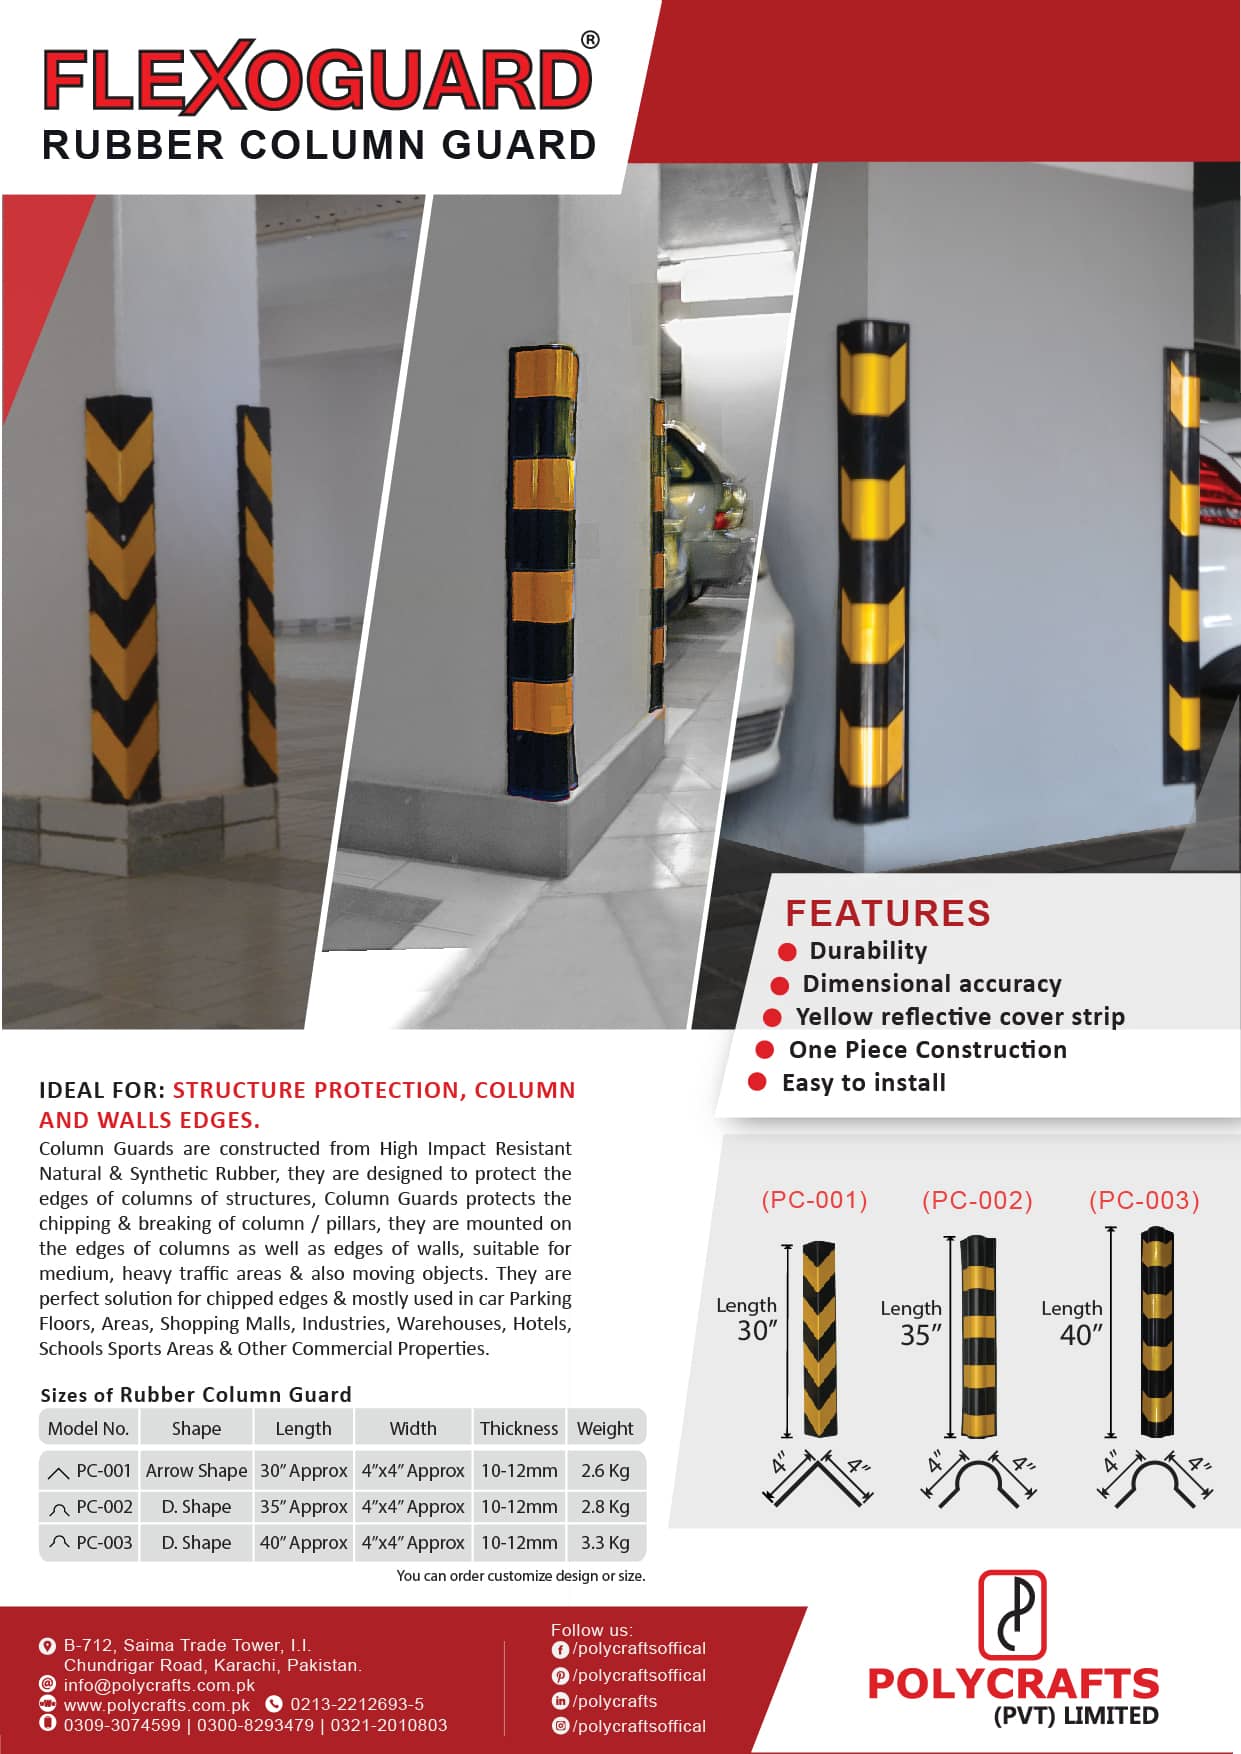 FLEXOGUARD®
RUBBER COLUMN GUARD
FEATURES
Durability
Dimensional accuracy
Yellow reflective cover strip
One Piece Construction
Easy to install
IDEAL FOR: STRUCTURE PROTECTION, COLUMN
AND WALLS EDGES.
Column Guards are constructed from High Impact Resistant
Natural & Synthetic Rubber, they are designed to protect the
edges of columns of structures, Column Guards protects the
chipping & breaking of column / pillars, they are mounted on
the edges of columns as well as edges of walls, suitable for
medium, heavy traffic areas & also moving objects. They are
perfect solution for chipped edges & mostly used in car Parking
Floors, Areas, Shopping Malls, Industries, Warehouses, Hotels,
Schools Sports Areas & Other Commercial Properties.
Sizes of Rubber Column Guard
Model No. Shape Length Width Thickness Weight
PC-001 Arrow Shape 30” Approx 4”x4” Approx 10-12mm 2.6 Kg
PC-002 D. Shape 35” Approx 4”x4” Approx 10-12mm 2.8 Kg
PC-003 D. Shape 40” Approx 4”x4” Approx 10-12mm 3.3 Kg
You can order customize design or size.
(PC-001) (PC-002) (PC-003)
Length
30”
Length
35”
Length
40”
4” 4” 4” 4” 4” 4”
B-712, Saima Trade Tower, I.I.
Chundrigar Road, Karachi, Pakistan.
info@polycrafts.com.pk
www.polycrafts.com.pk 0213-2212693-5
0309-3074599 | 0300-8293479 | 0321-2010803
Follow us:
/polycraftsoffical
/polycraftsoffical
/polycrafts
/polycraftsoffical
POLYCRAFTS
(PVT) LIMITED